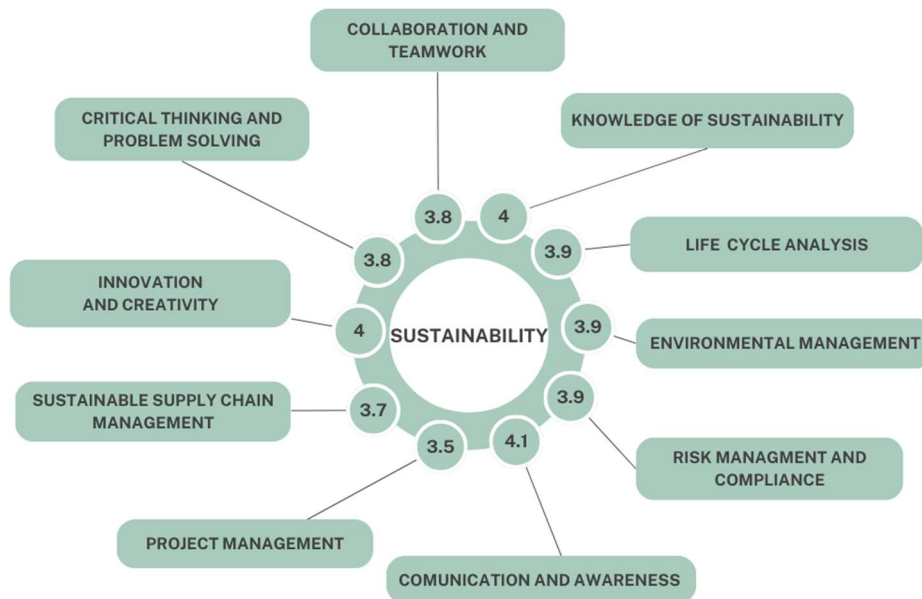 COLLABORATION AND
TEAMWORK
CRITICAL THINKING AND
PROBLEM SOLVING
KNOWLEDGE OF SUSTAINABILITY
3.8
4
3.8
3.9
LIFE CYCLE ANALYSIS
INNOVATION
AND CREATIVITY
4
SUSTAINABILITY
3.9
ENVIRONMENTAL MANAGEMENT
SUSTAINABLE SUPPLY CHAIN
MANAGEMENT
3.7
3.9
3.5
4.1
RISK MANAGMENT AND
COMPLIANCE
PROJECT MANAGEMENT
COMUNICATION AND AWARENESS